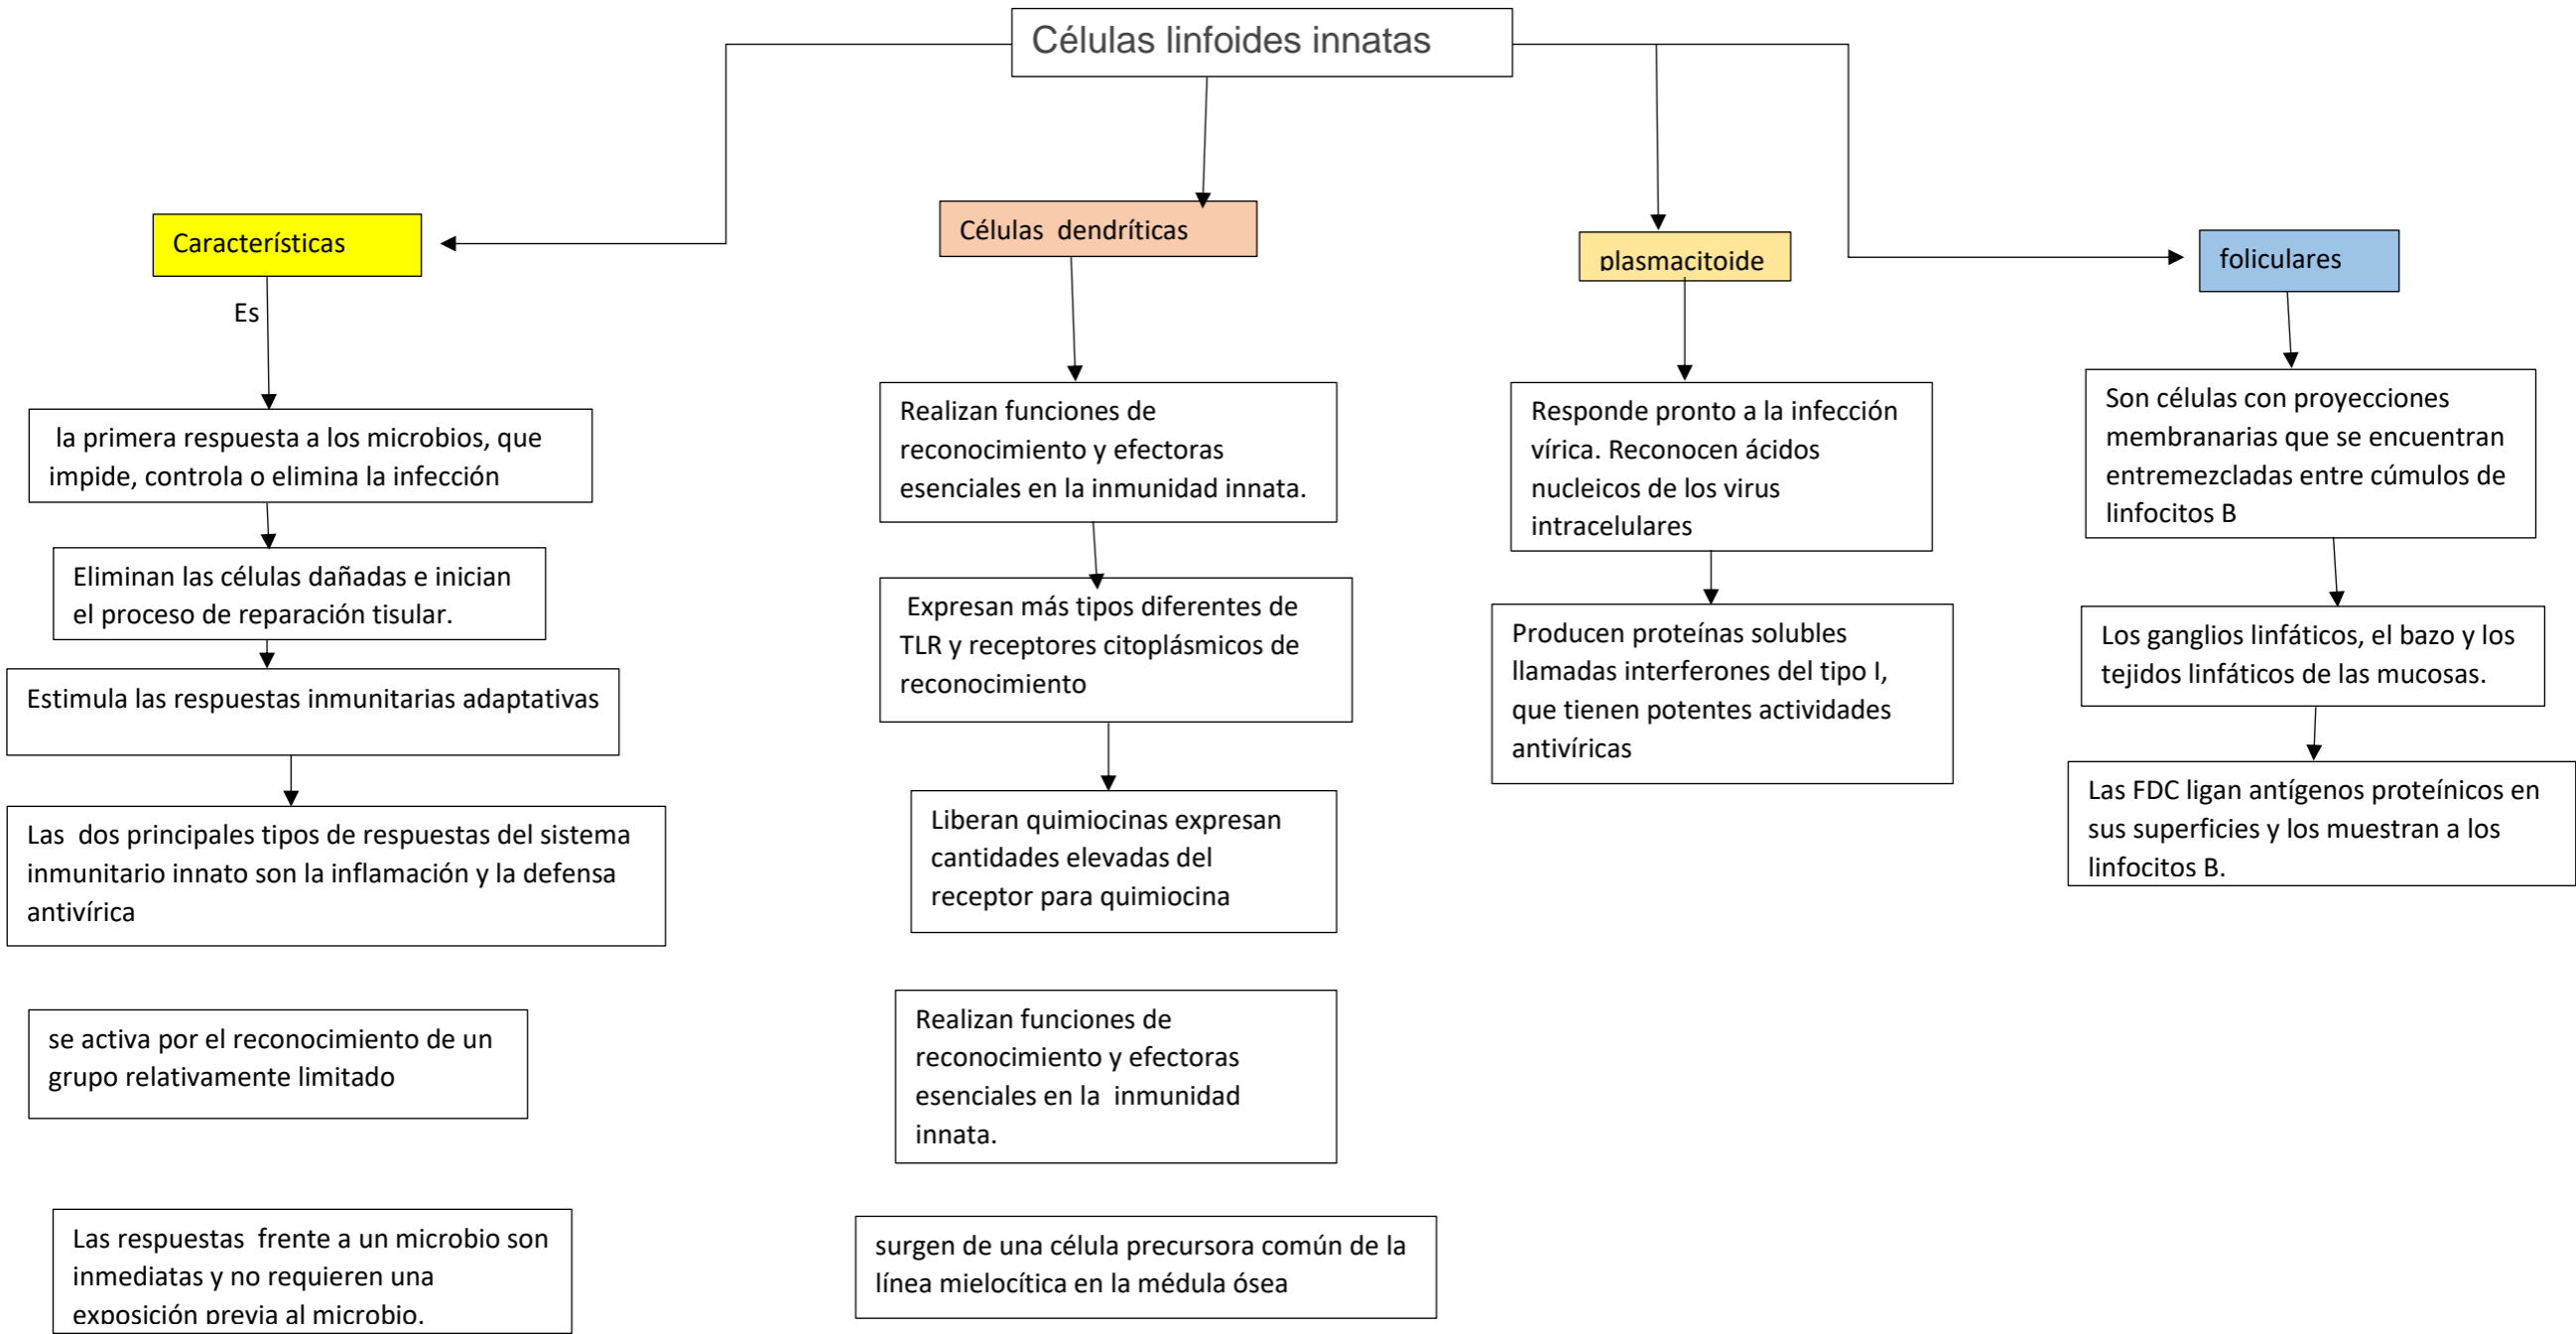 Células linfoides innatas
Características
Es
la primera respuesta a los microbios, que
impide, controla o elimina la infección
Eliminan las células dañadas e inician
el proceso de reparación tisular.
Estimula las respuestas inmunitarias adaptativas
Las dos principales tipos de respuestas del sistema
inmunitario innato son la inflamación y la defensa
antivírica
se activa por el reconocimiento de un
grupo relativamente limitado
Las respuestas frente a un microbio son
inmediatas y no requieren una
exposición previa al microbio.
Células dendríticas
Realizan funciones de
reconocimiento y efectoras
esenciales en la inmunidad innata.
Expresan más tipos diferentes de
TLR y receptores citoplásmicos de
reconocimiento
Liberan quimiocinas expresan
cantidades elevadas del
receptor para quimiocina
Realizan funciones de
reconocimiento y efectoras
esenciales en la inmunidad
innata.
surgen de una célula precursora común de la
línea mielocítica en la médula ósea
plasmacitoide
Responde pronto a la infección
vírica. Reconocen ácidos
nucleicos de los virus
intracelulares
Producen proteínas solubles
llamadas interferones del tipo I,
que tienen potentes actividades
antivíricas
foliculares
Son células con proyecciones
membranarias que se encuentran
entremezcladas entre cúmulos de
linfocitos B
Los ganglios linfáticos, el bazo y los
tejidos linfáticos de las mucosas.
Las FDC ligan antígenos proteínicos en
sus superficies y los muestran a los
linfocitos B.